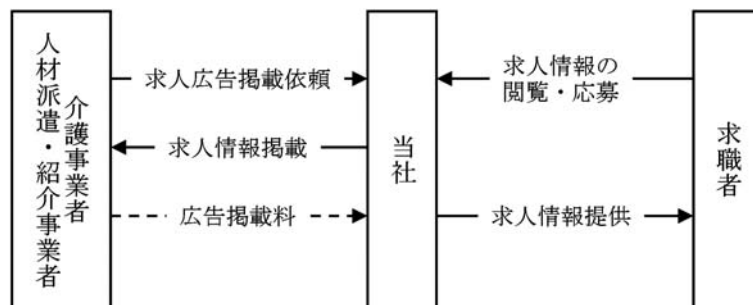 介護事業者
人材派遣・紹介事業者
求人広告掲載依頼
求人情報掲載
広告掲載料
当社
求人情報の
閲覧・応募
求人情報提供
求職者